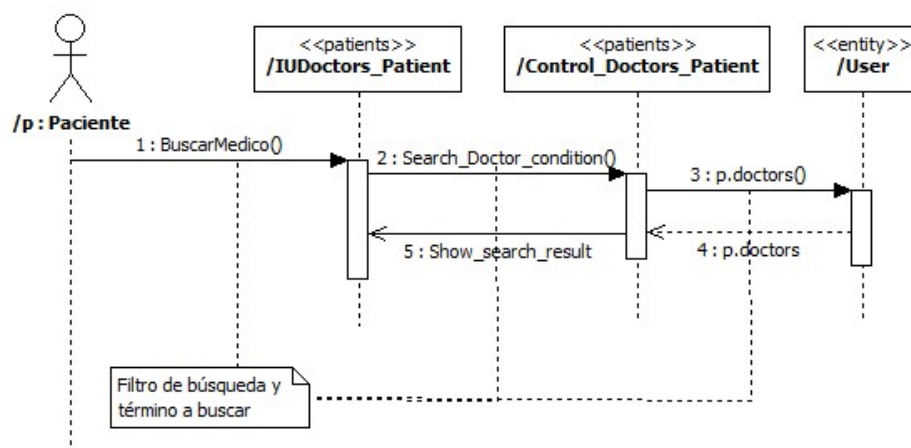 <<patients>>
/IUDoctors_Patient
<<patients>>
/Control_Doctors_Patient
<<entity>>
/User
/p : Paciente
1 : BuscarMedico()
2 : Search_Doctor_condition()
3 : p.doctors()
4 : p.doctors
5 : Show_search_result
Filtro de búsqueda y
término a buscar